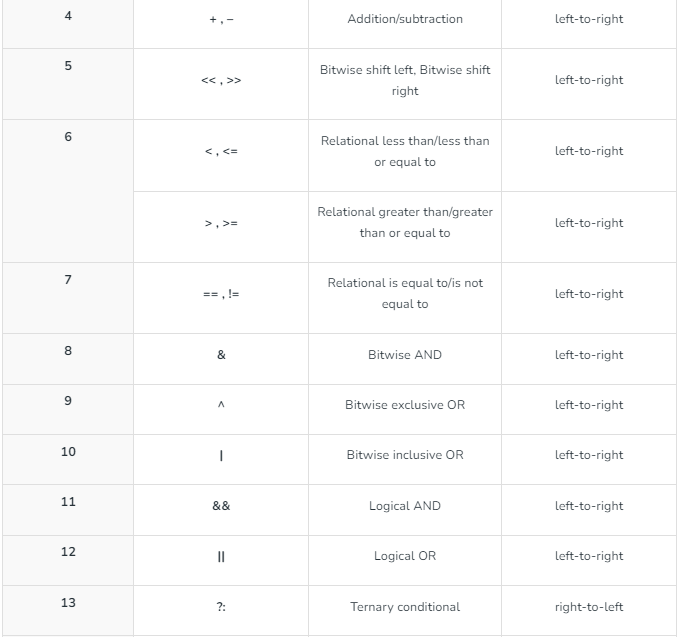 4 + , – Addition/subtraction left-to-right
5 << , >> Bitwise shift left, Bitwise shift
right left-to-right
6 < , <= Relational less than/less than
or equal to left-to-right
> , >= Relational greater than/greater
than or equal to left-to-right
7 == , != Relational is equal to/is not
equal to left-to-right
8 & Bitwise AND left-to-right
9 ^ Bitwise exclusive OR left-to-right
10 | Bitwise inclusive OR left-to-right
11 && Logical AND left-to-right
12 || Logical OR left-to-right
13 ?: Ternary conditional right-to-left